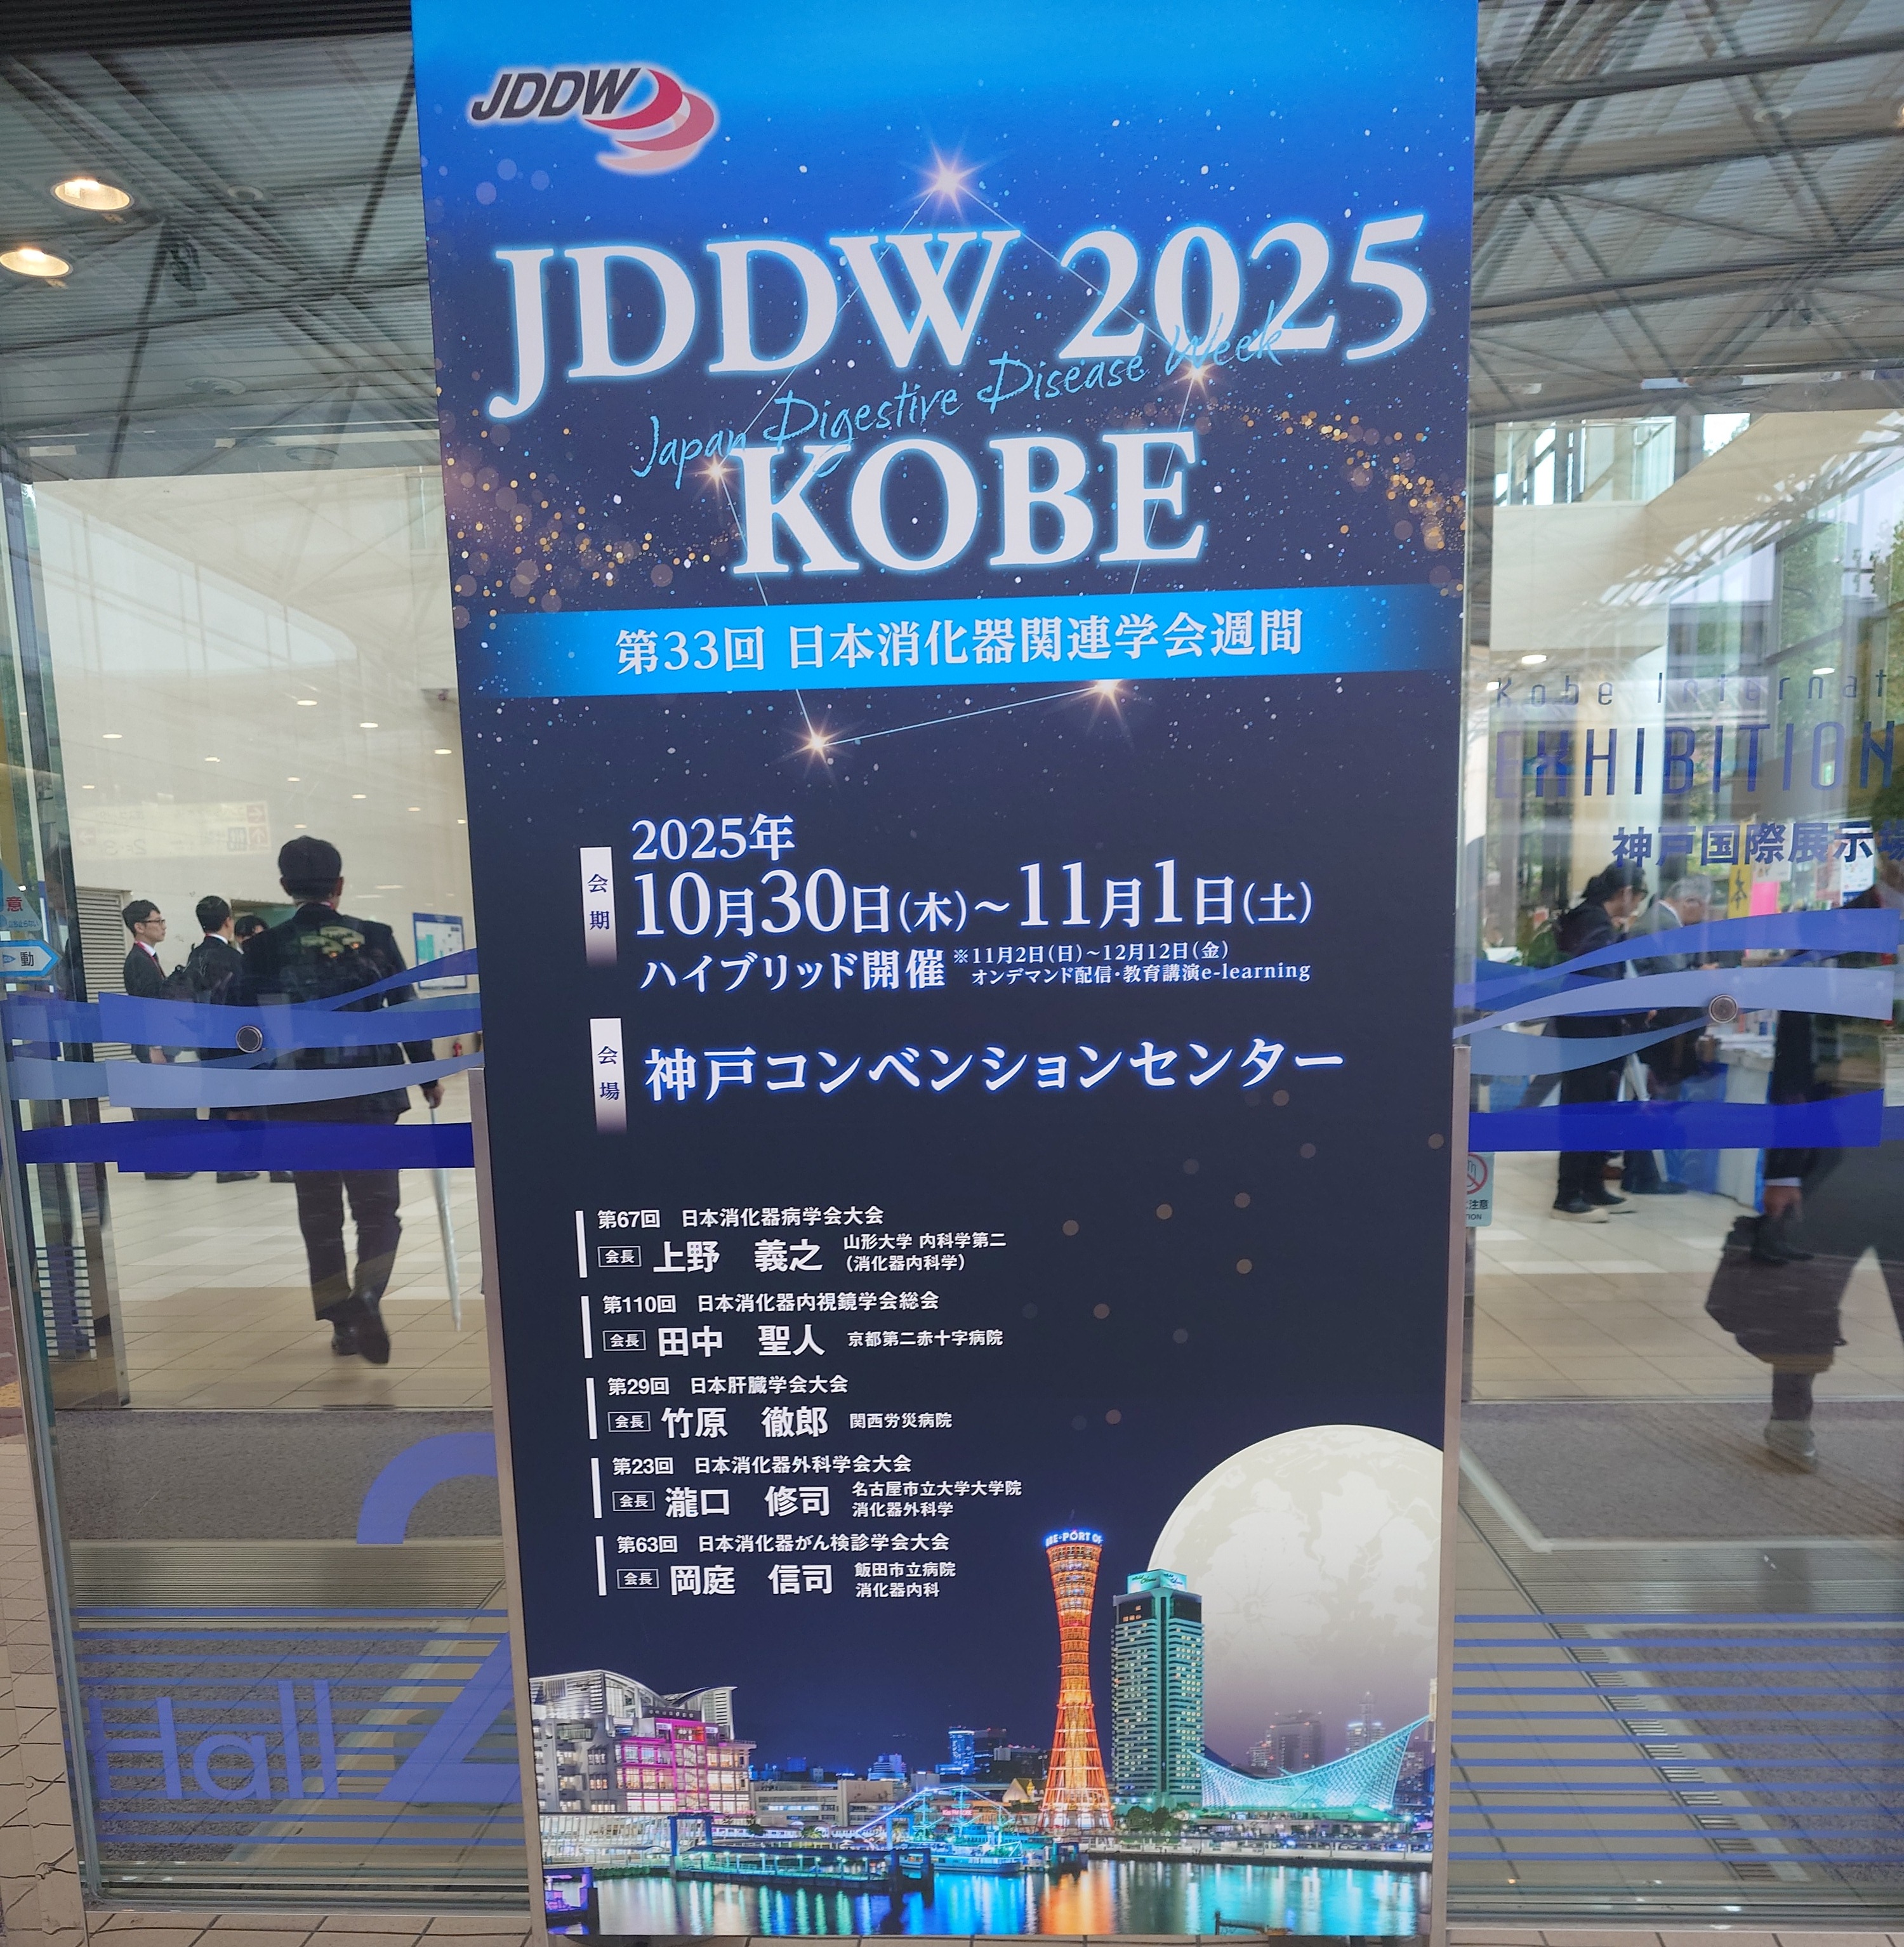 JDDW
JDDW 2025
Japan Digestive Disease Week
KOBE
第33回 日本消化器関連学会週間
会期
2025年
10月30日(木)~11月1日(土)
ハイブリッド開催 ※11月2日(日)~12月12日(金)
オンデマンド配信・教育講演e-learning
会場
神戸コンベンションセンター
第67回 日本消化器病学会大会
会長 上野 義之 山形大学 内科学第二
(消化器内科学)
第110回 日本消化器内視鏡学会総会
会長 田中 聖人 京都第二赤十字病院
第29回 日本肝臓学会大会
会長 竹原 徹郎 関西労災病院
第23回 日本消化器外科学会大会
会長 瀧口 修司 名古屋市立大学大学院
消化器外科学
第63回 日本消化器がん検診学会大会
会長 岡庭 信司 飯田市立病院
消化器内科
BE・PORT O
Kobe Internat
EXHIBITION
神戸国際展示場
意
動
注意
ION
Hall 2